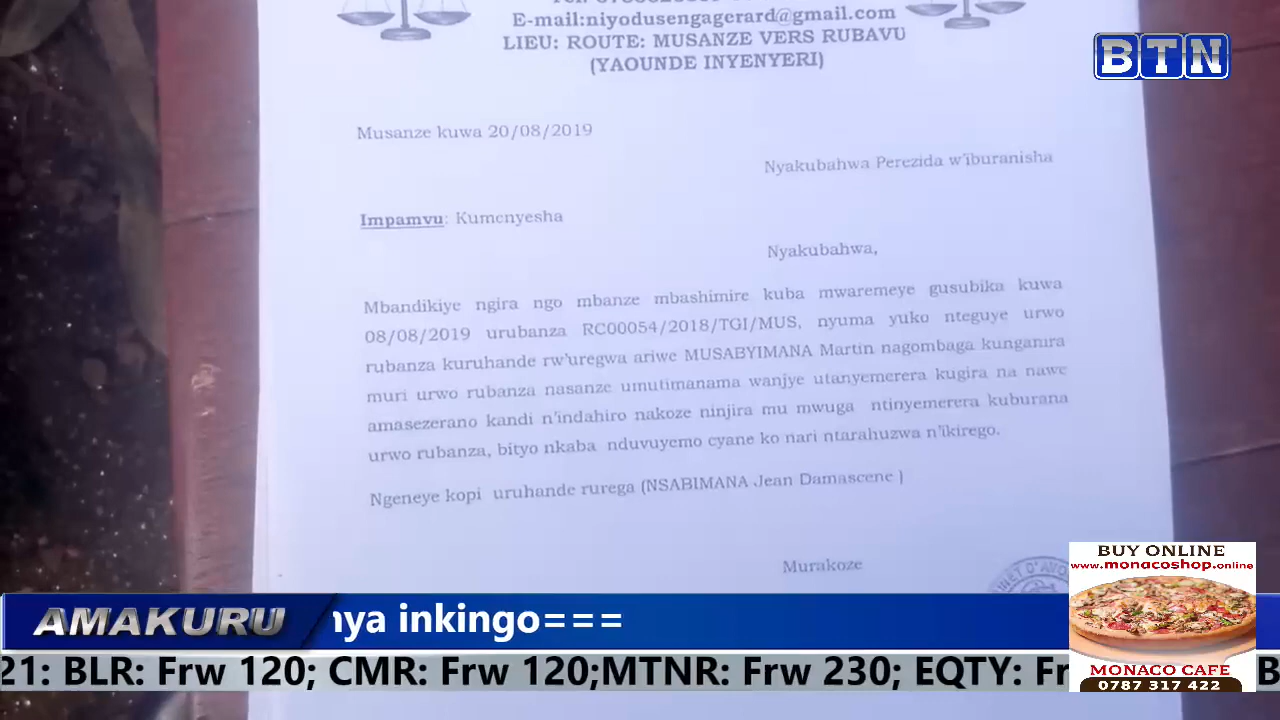 E-mail:niyodusengagerard@gmail.com
LIEU: ROUTE: MUSANZE VERS RUBAVU
(YAOUNDE INYENYERI)
BTN
Musanze kuwa 20/08/2019
Nyakubahwa Perezida w'iburanisha
Impamvu: Kumenyesha
Nyakubahwa,
Mbandikiye ngira ngo mbanze mbashimire kuba mwaremeye gusubika kuwa
08/08/2019 urubanza RC00054/2018/TGI/MUS, nyuma yuko nteguye urwo
rubanza kuruhande rw'uregwa ariwe MUSABYIMANA Martin nagombaga kunganira
muri urwo rubanza nasanze umutimanama wanjye utanyemerera kugira na nawe
amasezerano kandi n'indahiro nakoze ninjira mu mwuga ntinyemerera kuburana
urwo rubanza, bityo nkaba nduvuyemo cyane ko nari ntarahuzwa n'ikirego.
Ngeneye kopi uruhande rurega (NSABIMANA Jean Damascene )
Murakoze
BUY ONLINE
www.monacoshop.online
MONACO CAFE
0787 317 422
AMAKURU
nya inkingo===
21: BLR: Frw 120; CMR: Frw 120;MTNR: Frw 230; EQTY: Fr